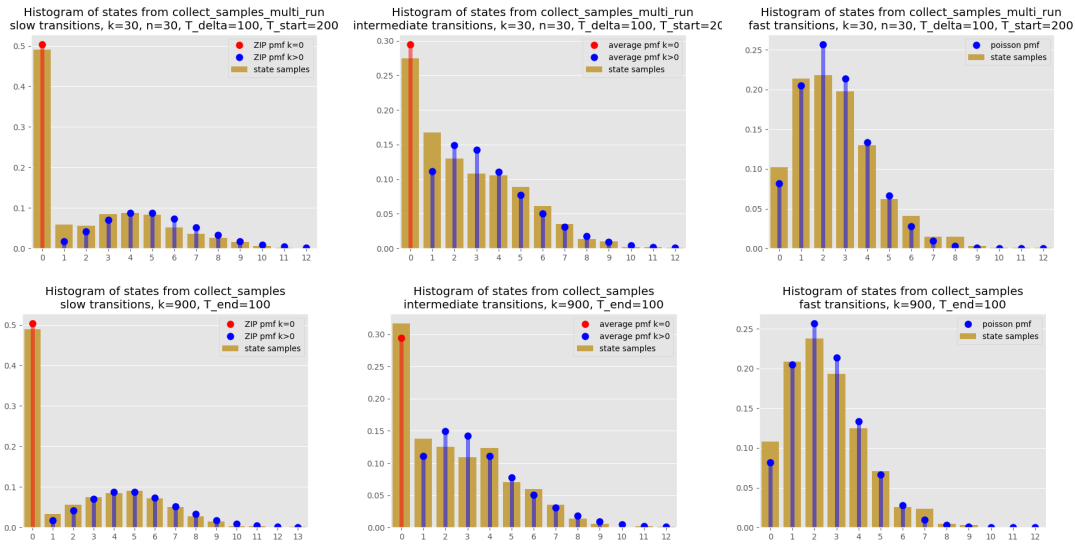 Histogram of states from collect_samples_multi_run
slow transitions, k=30, n=30, T_delta=100, T_start=200
0.5
0.4
0.3
0.2
0.1
0.0
0 1 2 3 4 5 6 7 8 9 10 11 12
ZIP pmf k=0
ZIP pmf k>0
state samples
Histogram of states from collect_samples_multi_run
intermediate transitions, k=30, n=30, T_delta=100, T_start=20
0.30
0.25
0.20
0.15
0.10
0.05
0.00
0 1 2 3 4 5 6 7 8 9 10 11 12
average pmf k=0
average pmf k>0
state samples
Histogram of states from collect_samples_multi_run
fast transitions, k=30, n=30, T_delta=100, T_start=200
0.25
0.20
0.15
0.10
0.05
0.00
0 1 2 3 4 5 6 7 8 9 10 11 12
poisson pmf
state samples
Histogram of states from collect_samples
slow transitions, k=900, T_end=100
0.5
0.4
0.3
0.2
0.1
0.0
0 1 2 3 4 5 6 7 8 9 10 11 12 13
ZIP pmf k=0
ZIP pmf k>0
state samples
Histogram of states from collect_samples
intermediate transitions, k=900, T_end=100
0.30
0.25
0.20
0.15
0.10
0.05
0.00
0 1 2 3 4 5 6 7 8 9 10 11 12
average pmf k=0
average pmf k>0
state samples
Histogram of states from collect_samples
fast transitions, k=900, T_end=100
0.25
0.20
0.15
0.10
0.05
0.00
0 1 2 3 4 5 6 7 8 9 10 11 12
poisson pmf
state samples